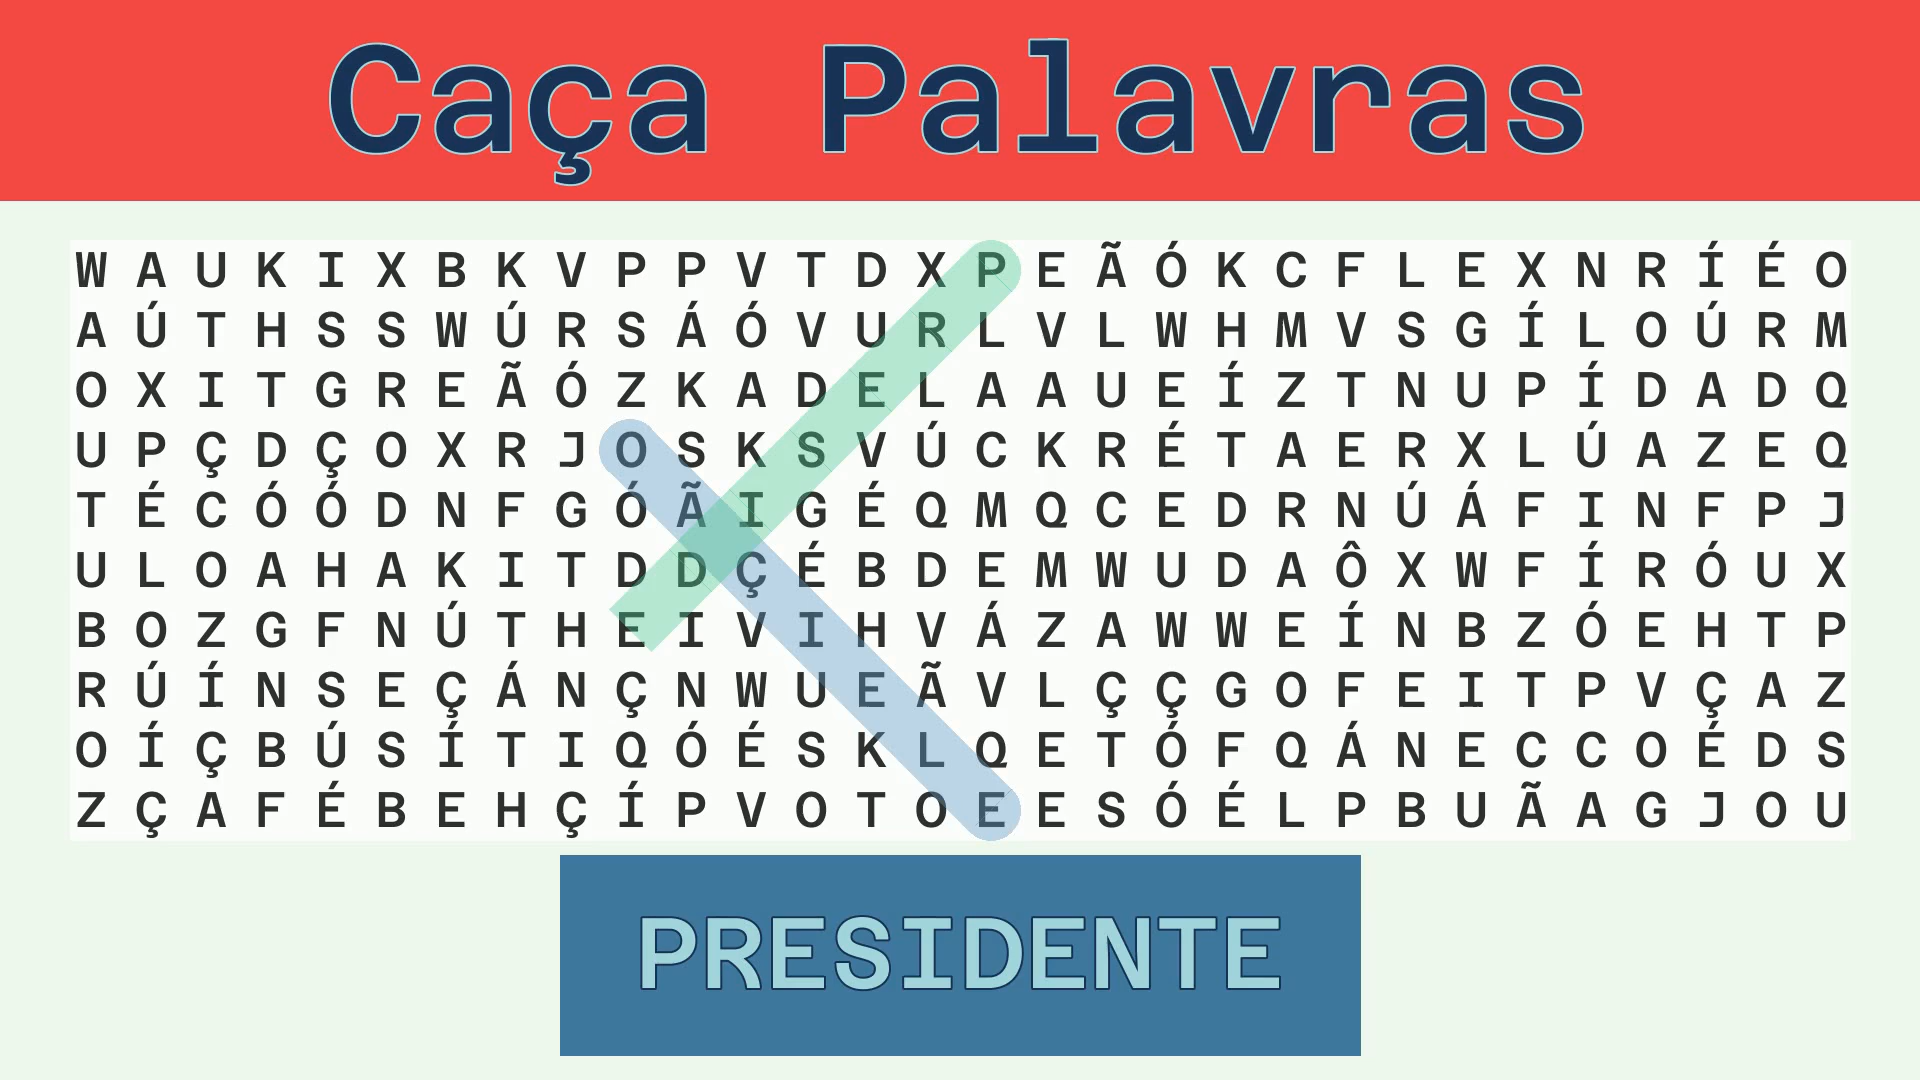 Caça Palavras
W A U K I X B K V P P V T D X P E Ã Ó K C F L E X N R Í É O
A Ú T H S S W Ú R S Á Ó V U R L V L W H M V S G Í L O Ú R M
O X I T G R E Ã Ó Z K A D E L A A U E Í Z T N U P Í D A D Q
U P Ç D Ç O X R J O S K S V Ú C K R É T A E R X L Ú A Z E Q
T É C Ó Ó D N F G Ó Ã I G É Q M Q C E D R N Ú Á F I N F P J
U L O A H A K I T D D Ç É B D E M W U D A Ô X W F Í R Ó U X
B O Z G F N Ú T H E I V I H V Á Z A W W E Í N B Z Ó E H T P
R Ú Í N S E Ç Á N Ç N W U E Ã V L Ç Ç G O F E I T P V Ç A Z
O Í Ç B Ú S Í T I Q Ó É S K L Q E T Ó F Q Á N E C C O É D S
Z Ç A F É B E H Ç Í P V O T O E E S Ó É L P B U Ã A G J O U
PRESIDENTE